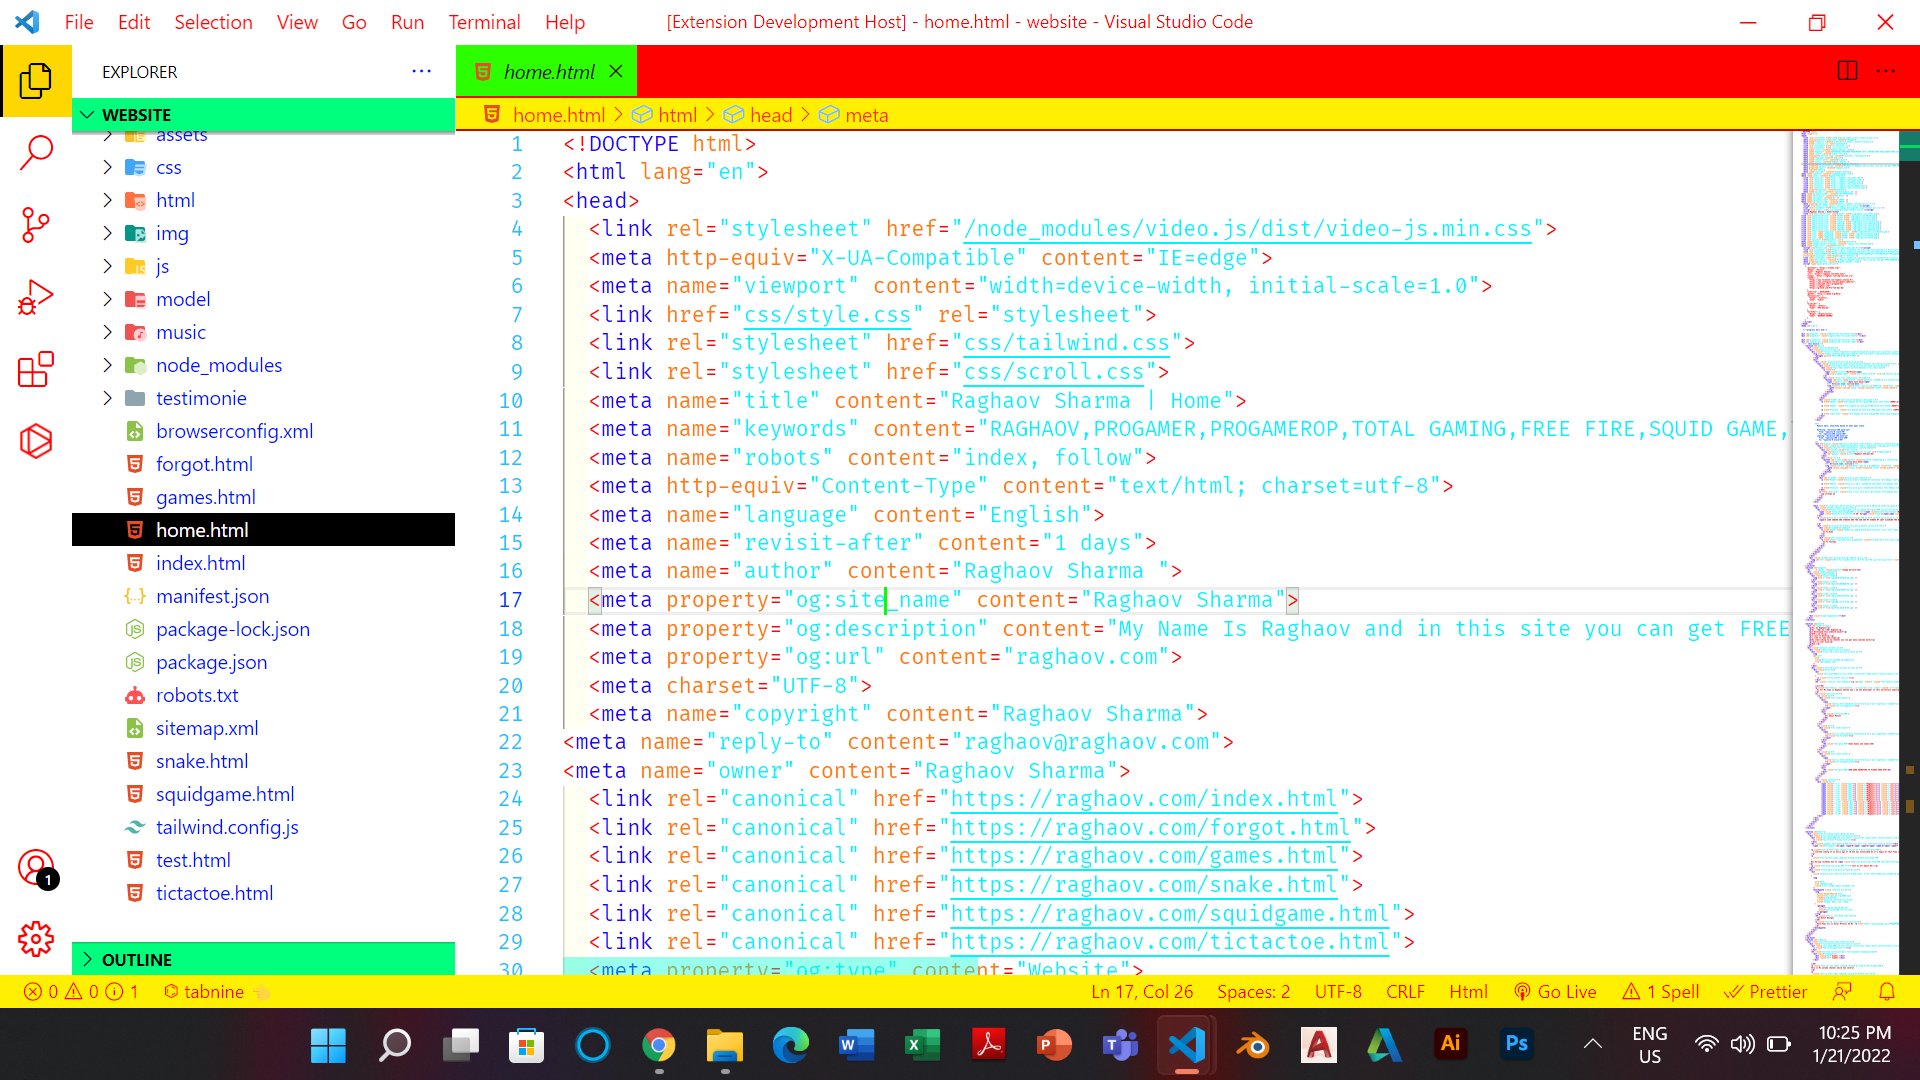 File Edit Selection View Go Run Terminal Help [Extension Development Host] - home.html - website - Visual Studio Code
EXPLORER
home.html
WEBSITE
home.html > html > head > meta
assets
css
html
img
js
model
music
node_modules
testimonie
browserconfig.xml
forgot.html
games.html
home.html
index.html
manifest.json
package-lock.json
package.json
robots.txt
sitemap.xml
snake.html
squidgame.html
tailwind.config.js
test.html
tictactoe.html
OUTLINE
1 <!DOCTYPE html>
2 <html lang="en">
3 <head>
4 <link rel="stylesheet" href="/node_modules/video.js/dist/video-js.min.css">
5 <meta http-equiv="X-UA-Compatible" content="IE=edge">
6 <meta name="viewport" content="width=device-width, initial-scale=1.0">
7 <link href="css/style.css" rel="stylesheet">
8 <link rel="stylesheet" href="css/tailwind.css">
9 <link rel="stylesheet" href="css/scroll.css">
10 <meta name="title" content="Raghaov Sharma | Home">
11 <meta name="keywords" content="RAGHAOV,PROGAMER,PROGAMEROP,TOTAL GAMING,FREE FIRE,SQUID GAME,
12 <meta name="robots" content="index, follow">
13 <meta http-equiv="Content-Type" content="text/html; charset=utf-8">
14 <meta name="language" content="English">
15 <meta name="revisit-after" content="1 days">
16 <meta name="author" content="Raghaov Sharma ">
17 <meta property="og:site_name" content="Raghaov Sharma">
18 <meta property="og:description" content="My Name Is Raghaov and in this site you can get FREE
19 <meta property="og:url" content="raghaov.com">
20 <meta charset="UTF-8">
21 <meta name="copyright" content="Raghaov Sharma">
22 <meta name="reply-to" content="raghaov@raghaov.com">
23 <meta name="owner" content="Raghaov Sharma">
24 <link rel="canonical" href="https://raghaov.com/index.html">
25 <link rel="canonical" href="https://raghaov.com/forgot.html">
26 <link rel="canonical" href="https://raghaov.com/games.html">
27 <link rel="canonical" href="https://raghaov.com/snake.html">
28 <link rel="canonical" href="https://raghaov.com/squidgame.html">
29 <link rel="canonical" href="https://raghaov.com/tictactoe.html">
30 <meta property="og:type" content="Website">
1
0 0 1 tabnine Ln 17, Col 26 Spaces: 2 UTF-8 CRLF Html Go Live 1 Spell Prettier
ENG
US
10:25 PM
1/21/2022